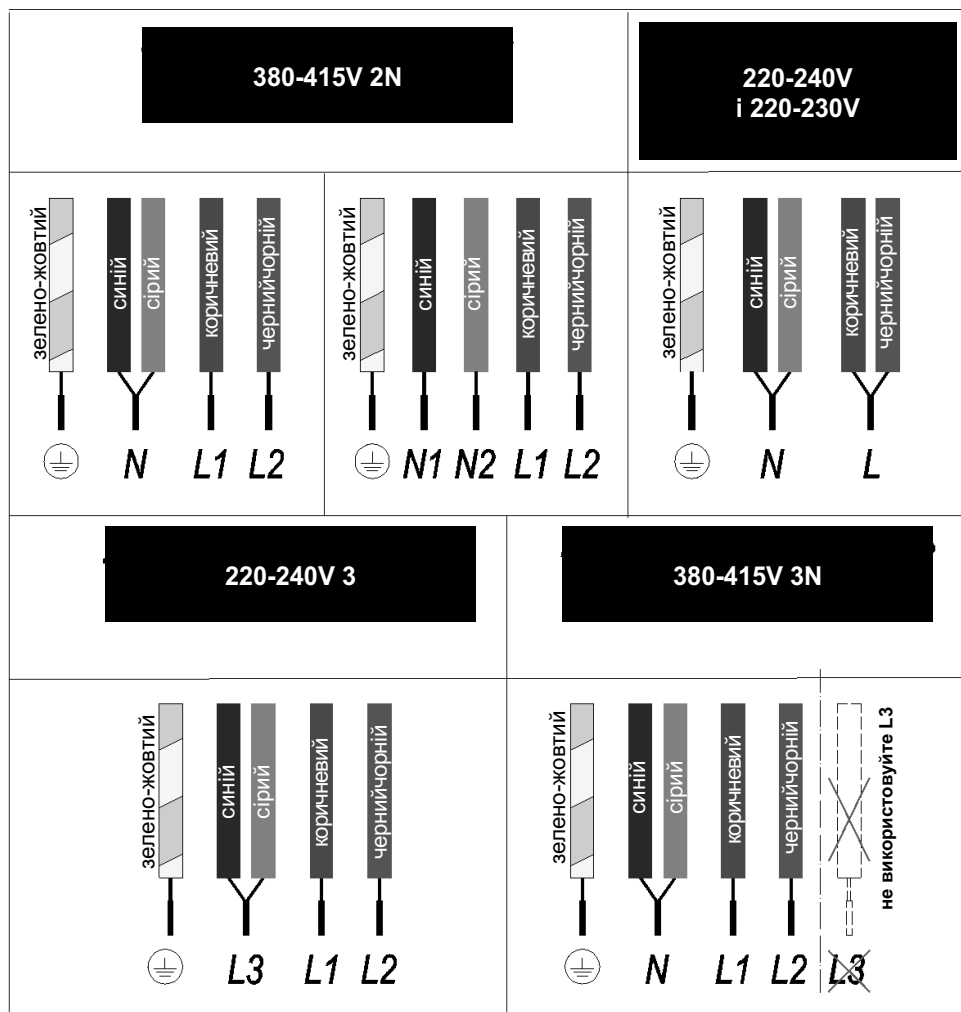 380-415V 2N
220-240V
і 220-230V
зелено-жовтий
синій
сірий
коричневий
чернийчорній
N
L1
L2
зелено-жовтий
синій
сірий
коричневий
чернийчорній
N1
N2
L1
L2
зелено-жовтий
синій
сірий
коричневий
чернийчорній
N
L
220-240V 3
380-415V 3N
зелено-жовтий
синій
сірий
коричневий
чернийчорній
L3
L1
L2
зелено-жовтий
синій
сірий
коричневий
чернийчорній
не використовуйте L3
N
L1
L2
L3